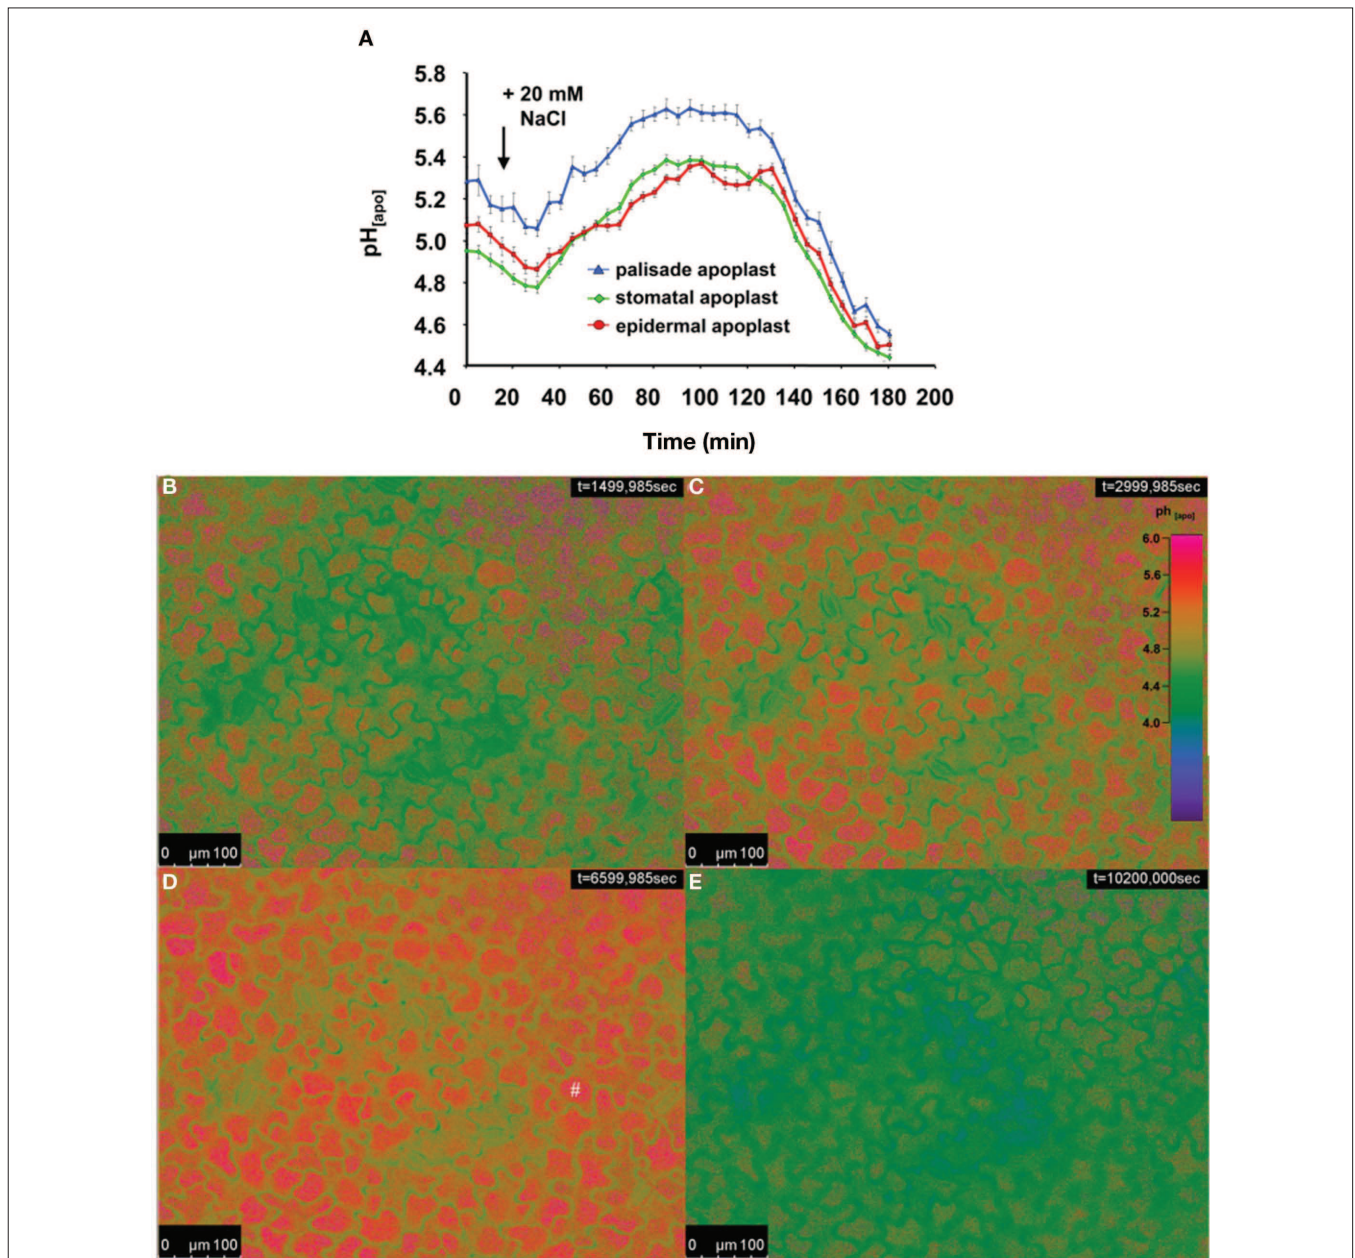 A
5.8
5.6
5.4
5.2
5.0
4.8
4.6
4.4
pH[apo]
+ 20 mM
NaCl
palisade apoplast
stomatal apoplast
epidermal apoplast
0 20 40 60 80 100 120 140 160 180 200
Time (min)
B
t=1499,985sec
0 µm 100
C
t=2999,985sec
ph [apo]
6.0
5.6
5.2
4.8
4.4
4.0
0 µm 100
D
t=6599,985sec
#
0 µm 100
E
t=10200,000sec
0 µm 100